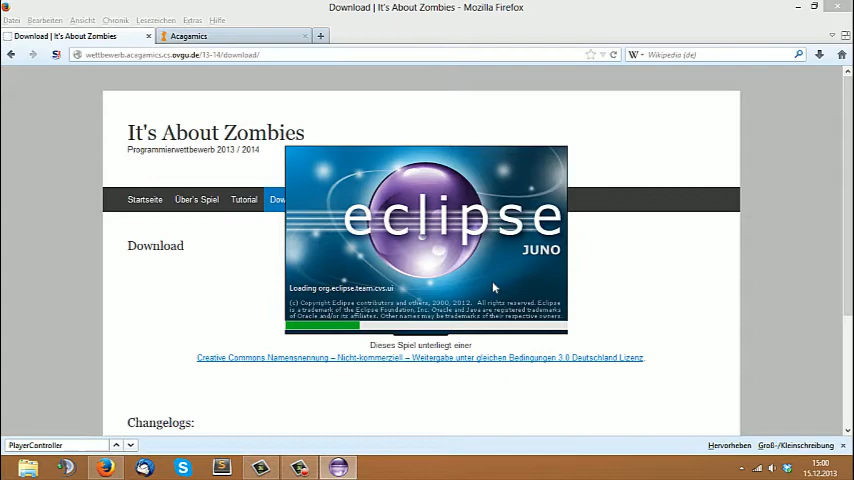 Download | It's About Zombies - Mozilla Firefox
Datei Bearbeiten Ansicht Chronik Lesezeichen Extras Hilfe
Download | It's About Zombies × Acagamics × +
wettbewerb.acagamics.cs.ovgu.de/13-14/download/ Wikipedia (de)
It's About Zombies
Programmierwettbewerb 2013 / 2014
Startseite Über's Spiel Tutorial Dow
Download
eclipse
JUNO
Loading org.eclipse.team.cvs.ui
(c) Copyright Eclipse contributors and others, 2000, 2012. All rights reserved. Eclipse
is a trademark of the Eclipse Foundation, Inc. Oracle and Java are registered trademarks
of Oracle and/or its affiliates. Other names may be trademarks of their respective owners.
Dieses Spiel unterliegt einer
Creative Commons Namensnennung – Nicht-kommerziell – Weitergabe unter gleichen Bedingungen 3.0 Deutschland Lizenz.
Changelogs:
PlayerController Hervorheben Groß-/Kleinschreibung ×
15:00
15.12.2013